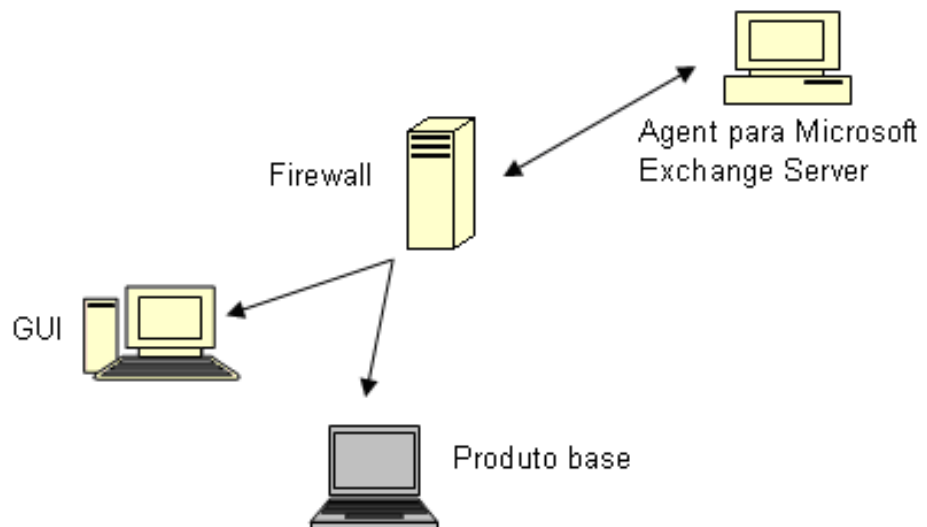 Agent para Microsoft
Exchange Server
Firewall
GUI
Produto base